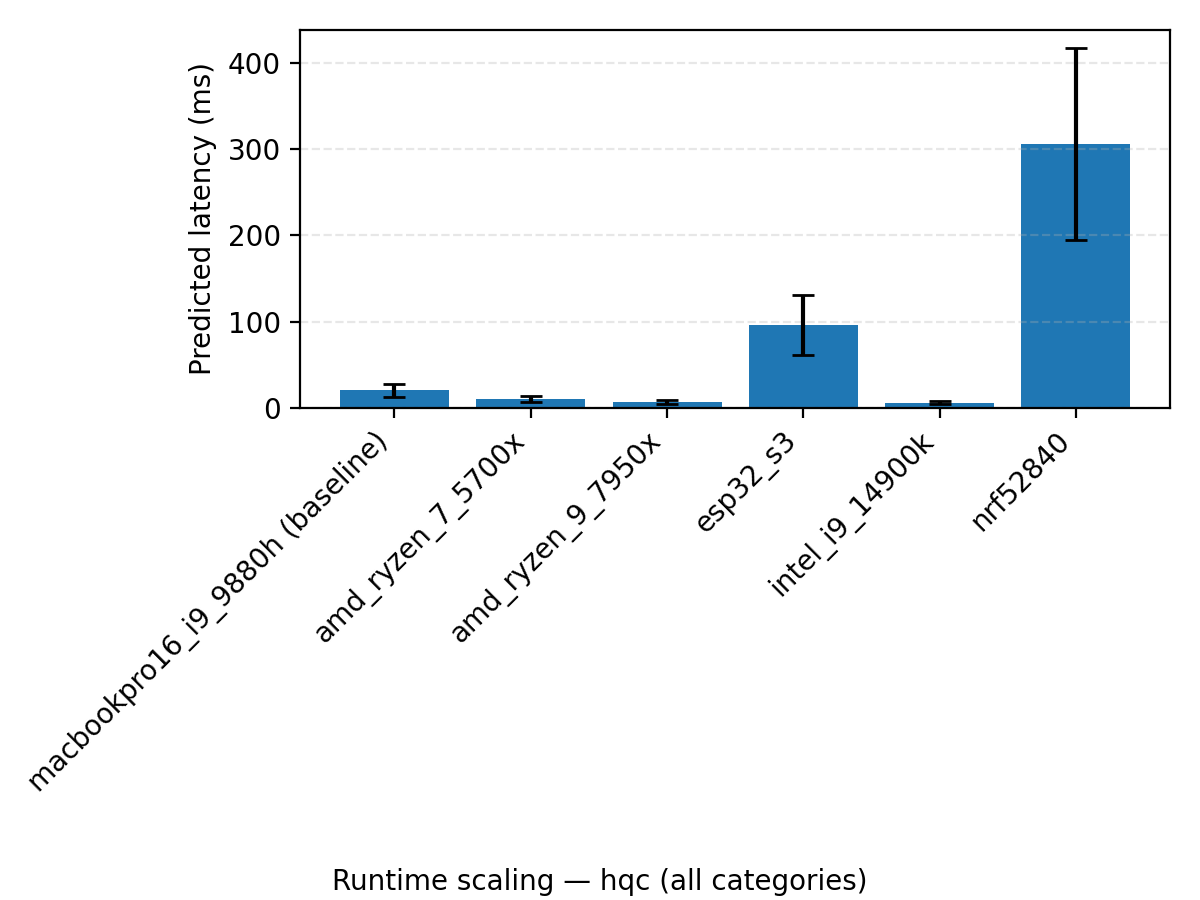 Predicted latency (ms)
400
300
200
100
0
macbookpro16_i9_9880h (baseline)
amd_ryzen_7_5700x
amd_ryzen_9_7950x
esp32_s3
intel_i9_14900k
nrf52840
Runtime scaling — hqc (all categories)